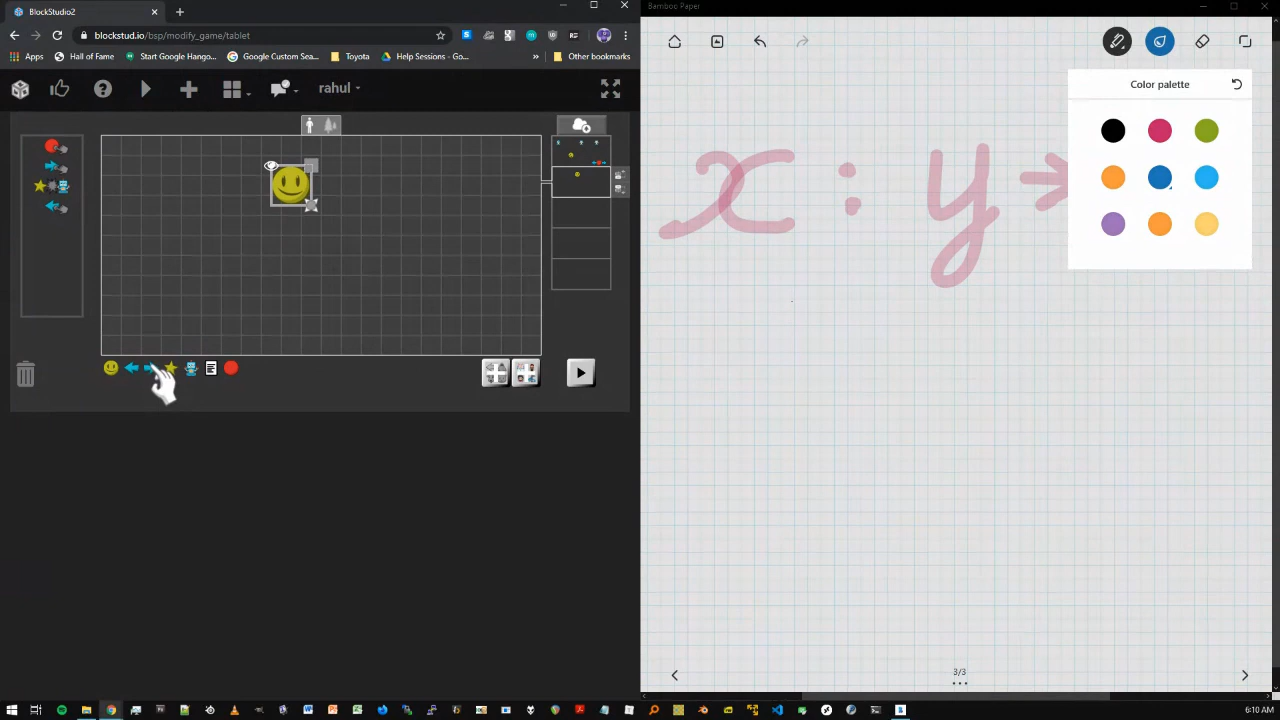 BlockStudio2
Bamboo Paper
blockstud.io/bsp/modify_game/tablet
Apps
Hall of Fame
Start Google Hango...
Google Custom Sea...
Toyota
Help Sessions - Go...
»
Other bookmarks
rahul
Color palette
x : y →
3/3
6:10 AM